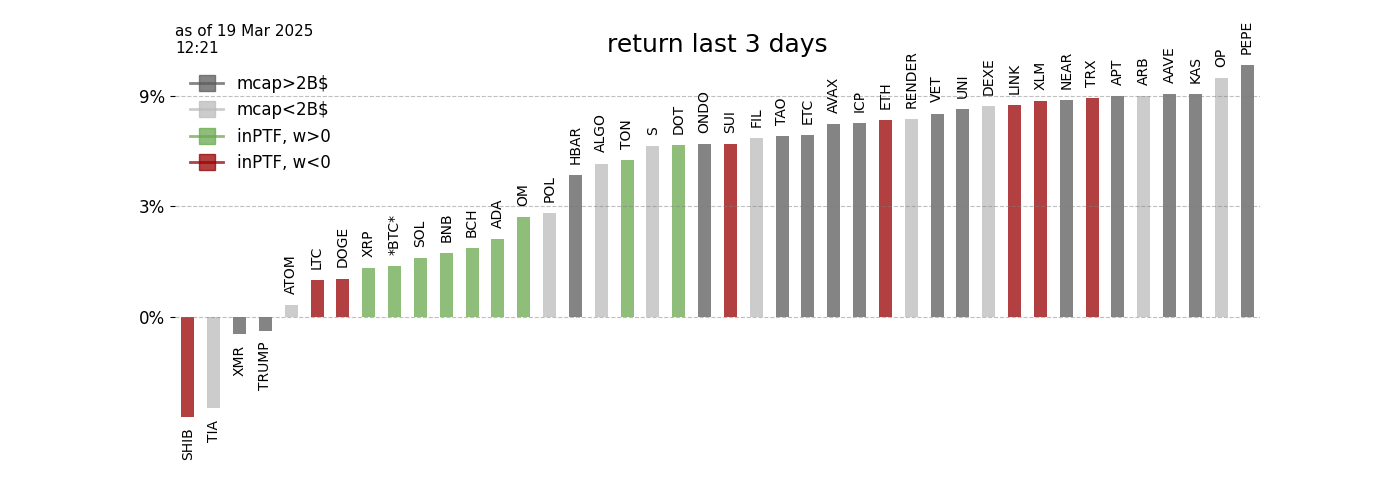 as of 19 Mar 2025
12:21
return last 3 days
mcap>2B$
mcap<2B$
inPTF, w>0
inPTF, w<0
9%
3%
0%
SHIB
TIA
XMR
TRUMP
ATOM
LTC
DOGE
XRP
*BTC*
SOL
BNB
BCH
ADA
OM
POL
HBAR
ALGO
TON
S
DOT
ONDO
SUI
FIL
TAO
ETC
AVAX
ICP
ETH
RENDER
VET
UNI
DEXE
LINK
XLM
NEAR
TRX
APT
ARB
AAVE
KAS
OP
PEPE